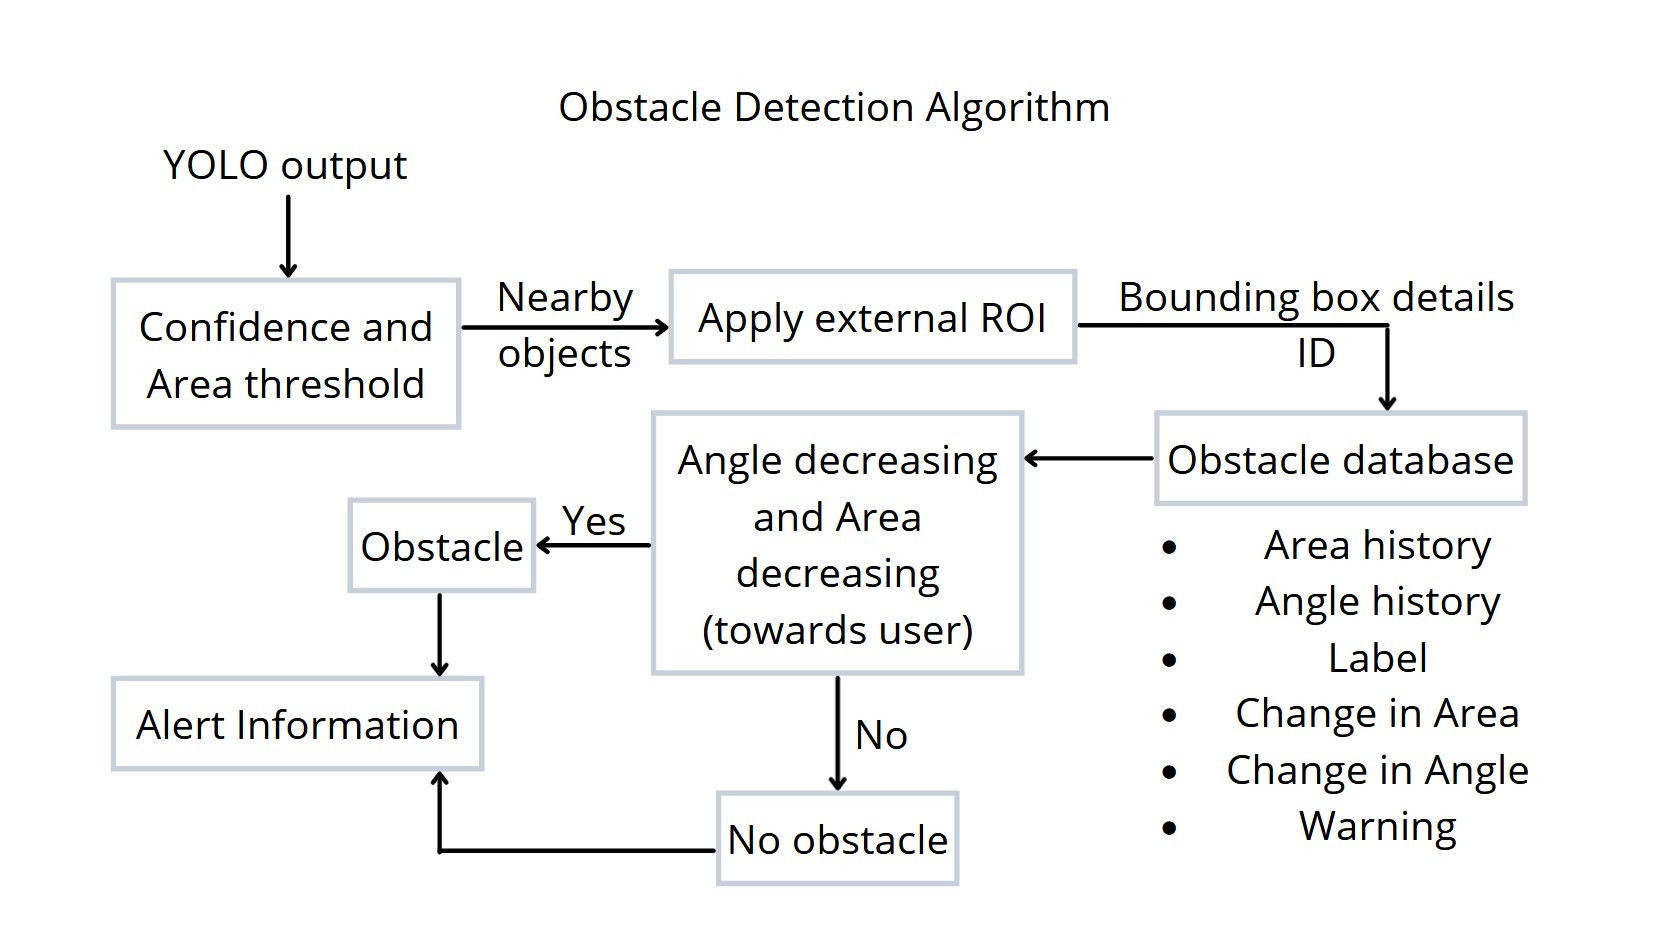 Obstacle Detection Algorithm
YOLO output
Confidence and
Area threshold
Nearby
objects
Apply external ROI
Bounding box details
ID
Obstacle database
• Area history
• Angle history
• Label
• Change in Area
• Change in Angle
• Warning
Angle decreasing
and Area
decreasing
(towards user)
Yes
Obstacle
No
No obstacle
Alert Information